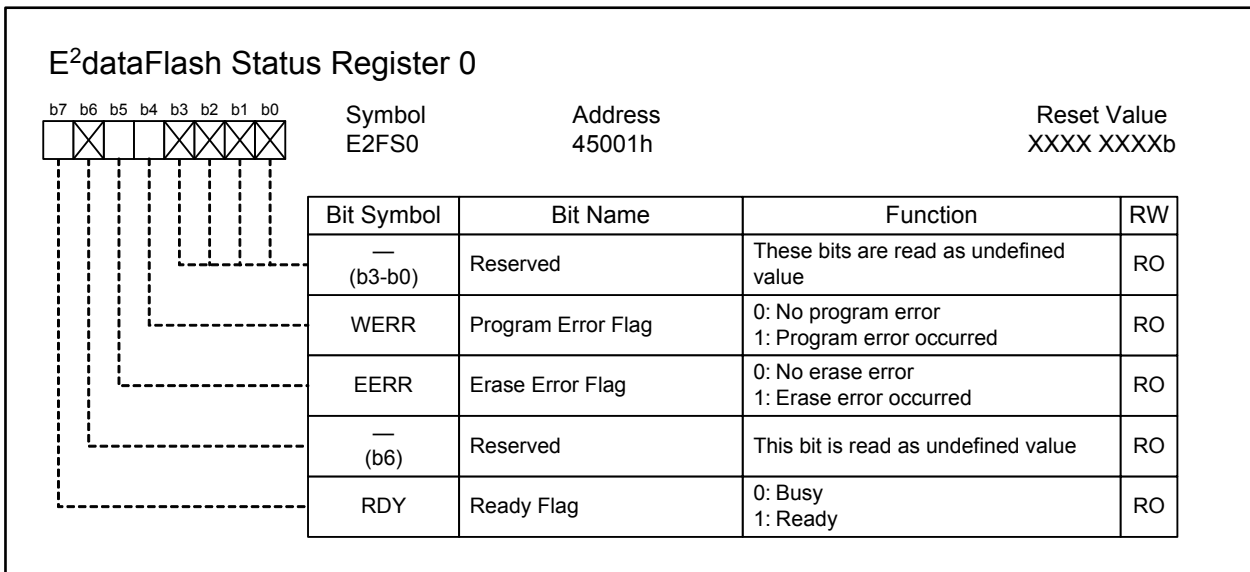 E²dataFlash Status Register 0
b7 b6 b5 b4 b3 b2 b1 b0
Symbol Address Reset Value
E2FS0 45001h XXXX XXXXb
Bit Symbol Bit Name Function RW
— (b3-b0) Reserved These bits are read as undefined value RO
WERR Program Error Flag 0: No program error
1: Program error occurred RO
EERR Erase Error Flag 0: No erase error
1: Erase error occurred RO
— (b6) Reserved This bit is read as undefined value RO
RDY Ready Flag 0: Busy
1: Ready RO